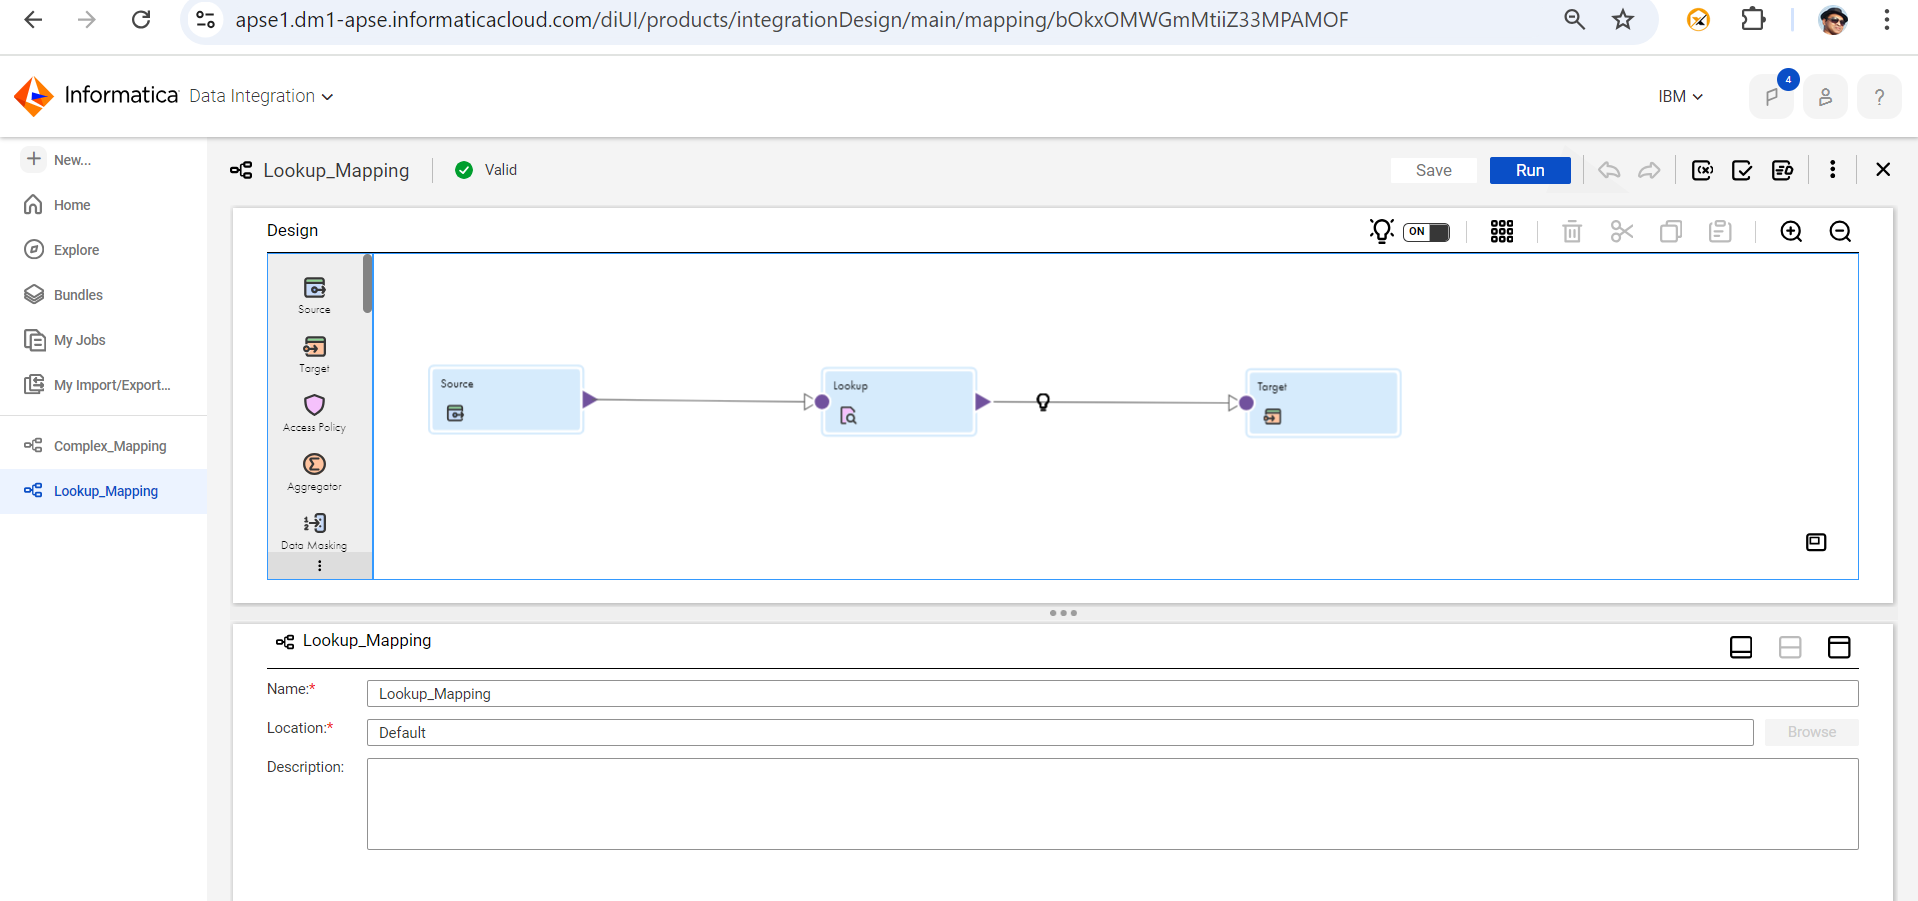 apse1.dm1-apse.informaticacloud.com/diUI/products/integrationDesign/main/mapping/bOkxOMWGmMtiiZ33MPAMOF
Informatica Data Integration
IBM
4
?
New...
Home
Explore
Bundles
My Jobs
My Import/Export...
Complex_Mapping
Lookup_Mapping
Lookup_Mapping
Valid
Save
Run
Design
ON
Source
Target
Access Policy
Aggregator
Data Masking
Source
Lookup
Target
Lookup_Mapping
Name:*
Lookup_Mapping
Location:*
Default
Browse
Description: